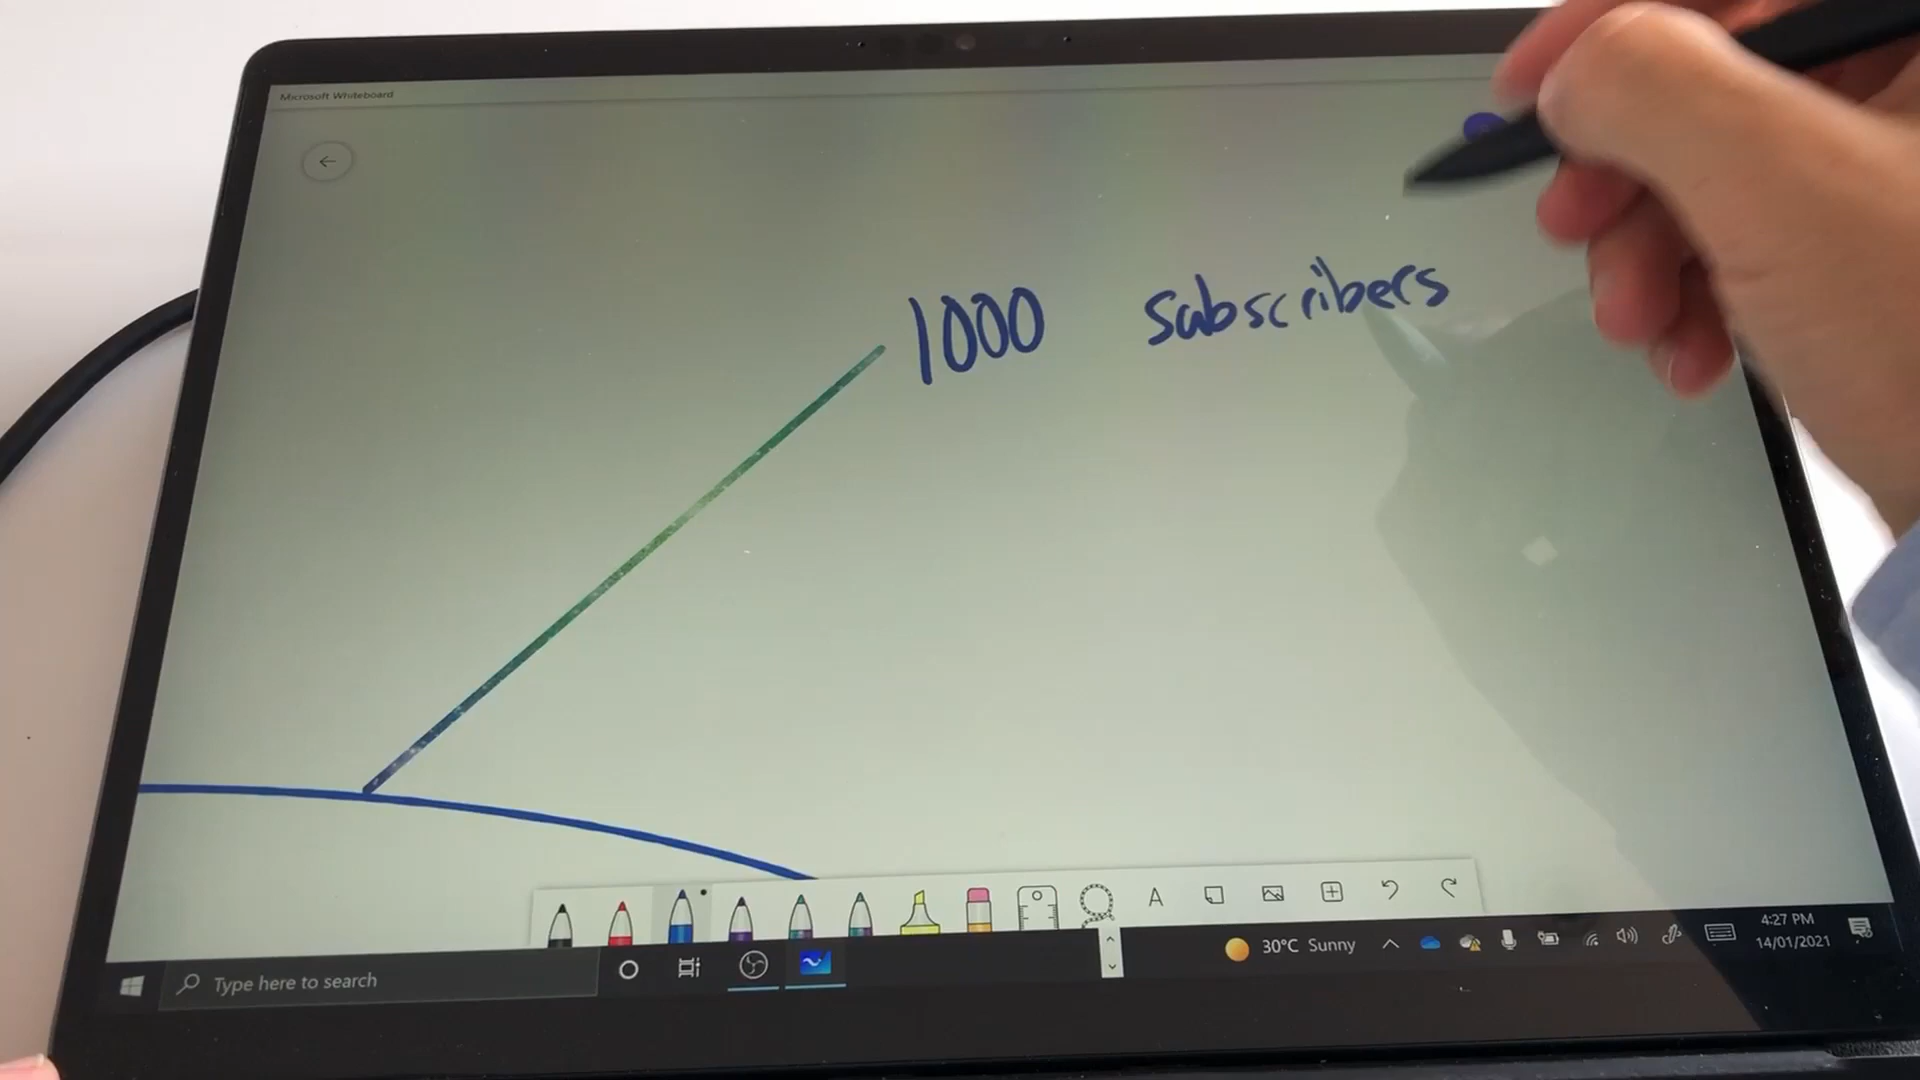 Microsoft Whiteboard
1000 subscribers
A
Type here to search
30°C Sunny
4:27 PM
14/01/2021